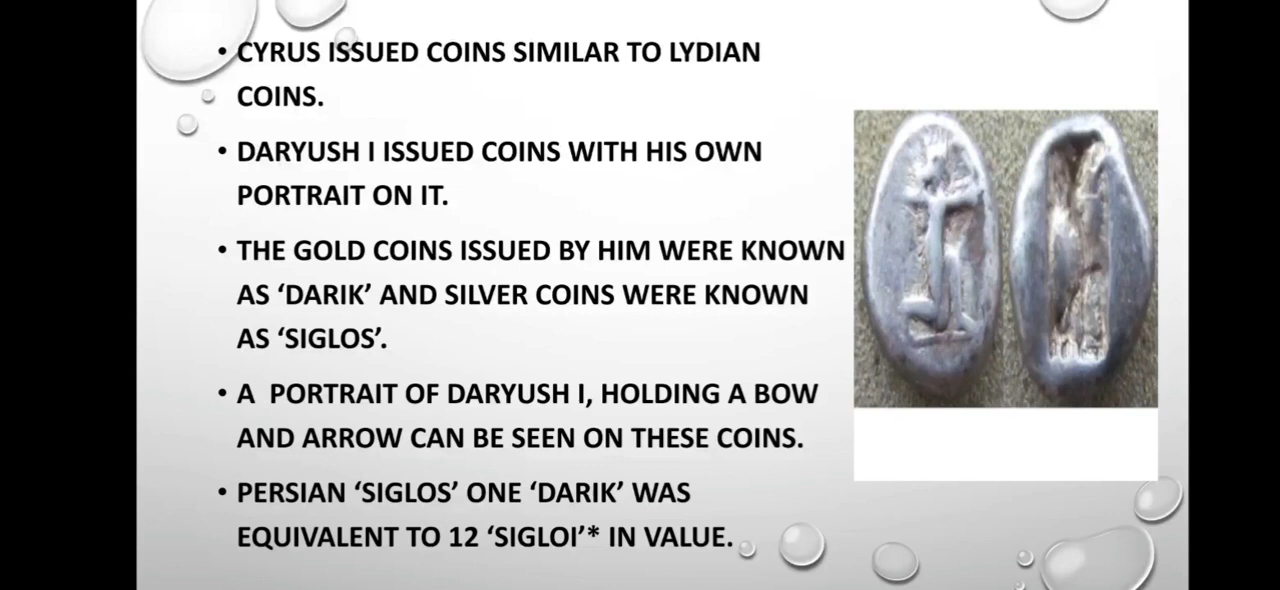 • CYRUS ISSUED COINS SIMILAR TO LYDIAN
COINS.
• DARYUSH I ISSUED COINS WITH HIS OWN
PORTRAIT ON IT.
• THE GOLD COINS ISSUED BY HIM WERE KNOWN
AS ‘DARIK’ AND SILVER COINS WERE KNOWN
AS ‘SIGLOS’.
• A  PORTRAIT OF DARYUSH I, HOLDING A BOW
AND ARROW CAN BE SEEN ON THESE COINS.
• PERSIAN ‘SIGLOS’ ONE ‘DARIK’ WAS
EQUIVALENT TO 12 ‘SIGLOI’* IN VALUE.